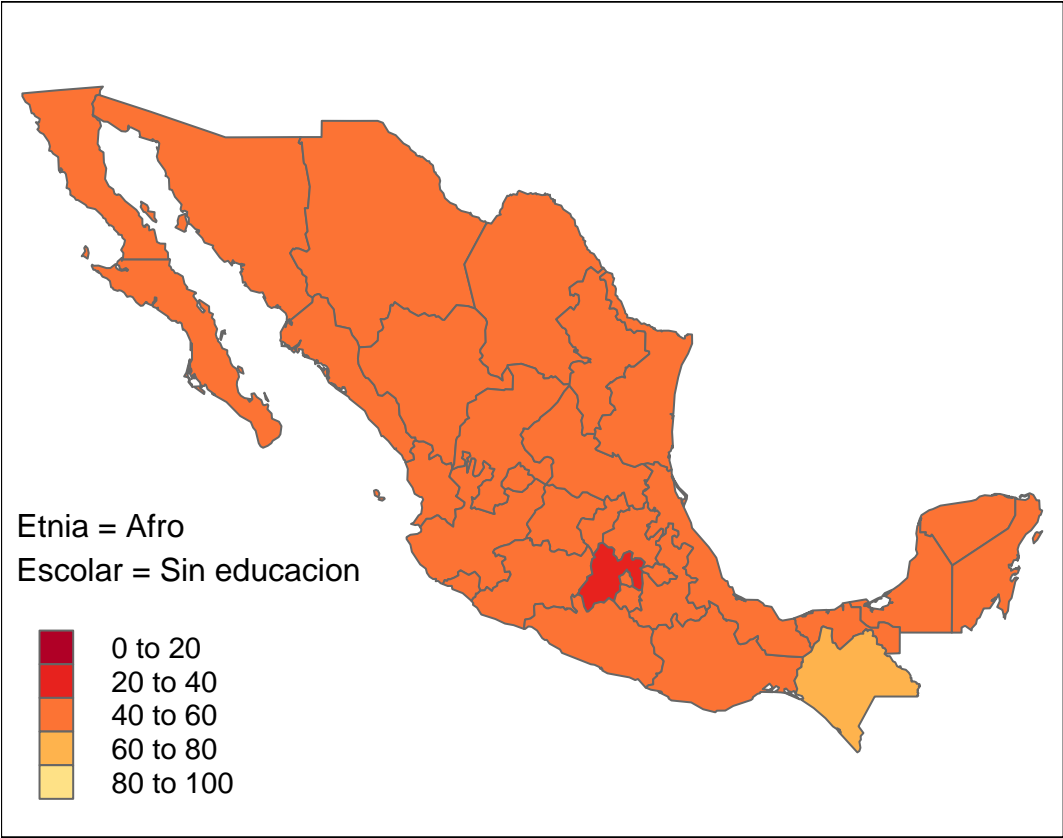 Etnia = Afro
Escolar = Sin educacion
0 to 20
20 to 40
40 to 60
60 to 80
80 to 100